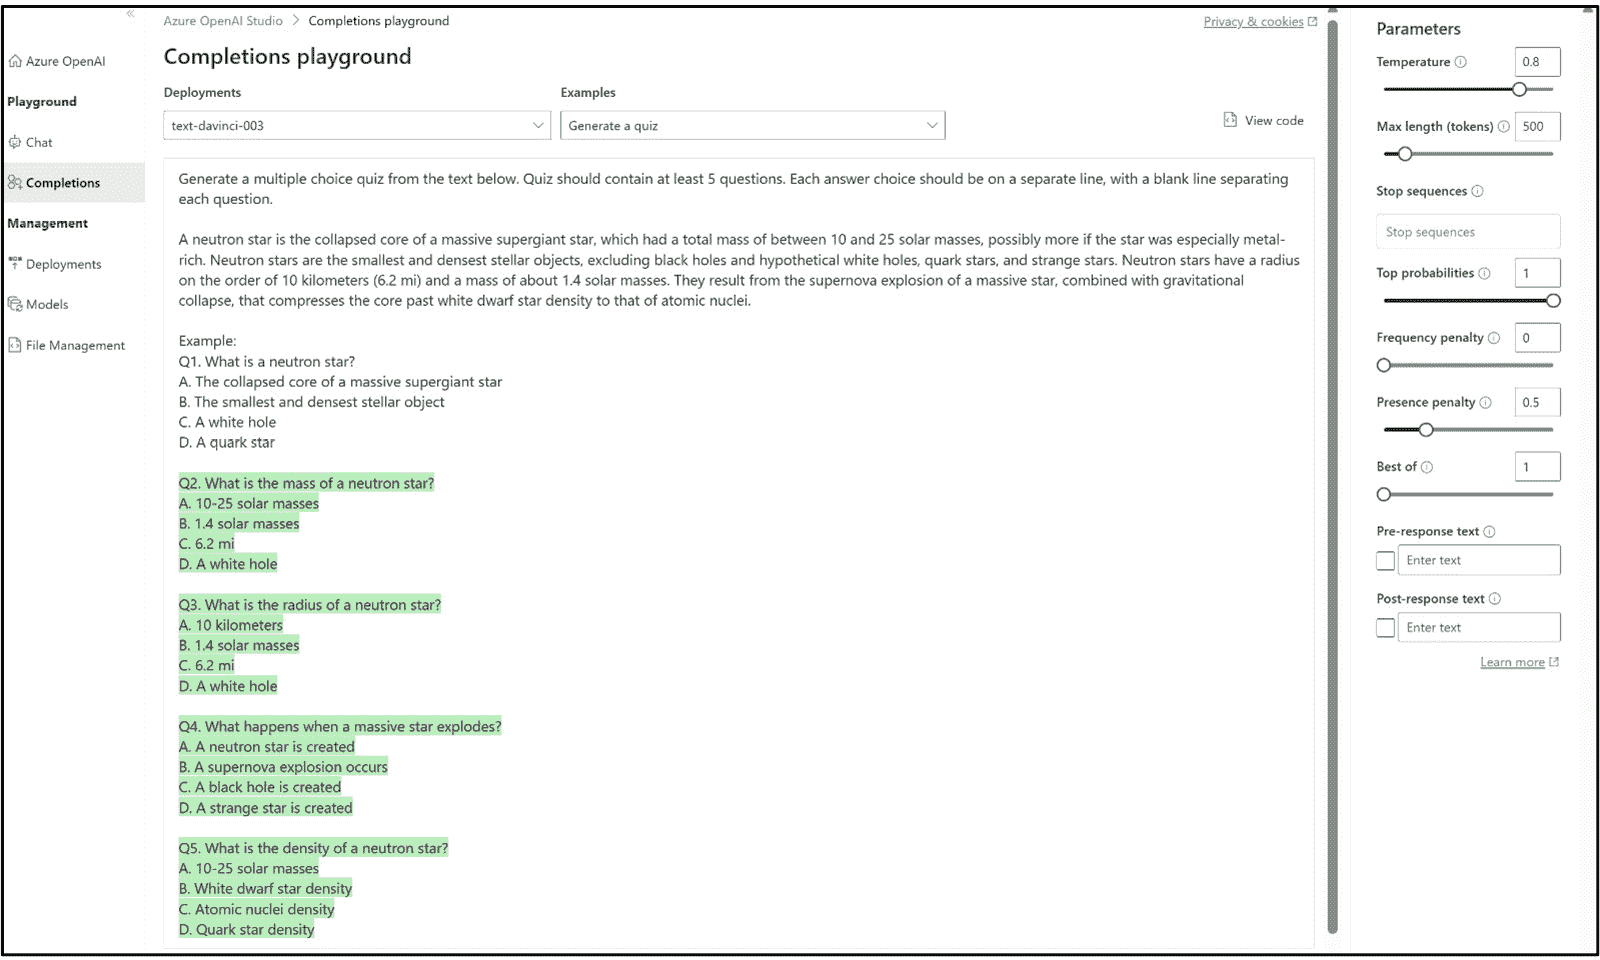 «
Azure OpenAI
Playground
Chat
Completions
Management
Deployments
Models
File Management
Azure OpenAI Studio > Completions playground
Privacy & cookies
Completions playground
Deployments
Examples
text-davinci-003
Generate a quiz
View code
Generate a multiple choice quiz from the text below. Quiz should contain at least 5 questions. Each answer choice should be on a separate line, with a blank line separating
each question.
A neutron star is the collapsed core of a massive supergiant star, which had a total mass of between 10 and 25 solar masses, possibly more if the star was especially metal-
rich. Neutron stars are the smallest and densest stellar objects, excluding black holes and hypothetical white holes, quark stars, and strange stars. Neutron stars have a radius
on the order of 10 kilometers (6.2 mi) and a mass of about 1.4 solar masses. They result from the supernova explosion of a massive star, combined with gravitational
collapse, that compresses the core past white dwarf star density to that of atomic nuclei.
Example:
Q1. What is a neutron star?
A. The collapsed core of a massive supergiant star
B. The smallest and densest stellar object
C. A white hole
D. A quark star
Q2. What is the mass of a neutron star?
A. 10-25 solar masses
B. 1.4 solar masses
C. 6.2 mi
D. A white hole
Q3. What is the radius of a neutron star?
A. 10 kilometers
B. 1.4 solar masses
C. 6.2 mi
D. A white hole
Q4. What happens when a massive star explodes?
A. A neutron star is created
B. A supernova explosion occurs
C. A black hole is created
D. A strange star is created
Q5. What is the density of a neutron star?
A. 10-25 solar masses
B. White dwarf star density
C. Atomic nuclei density
D. Quark star density
Parameters
Temperature 0.8
Max length (tokens) 500
Stop sequences
Stop sequences
Top probabilities 1
Frequency penalty 0
Presence penalty 0.5
Best of 1
Pre-response text
Enter text
Post-response text
Enter text
Learn more